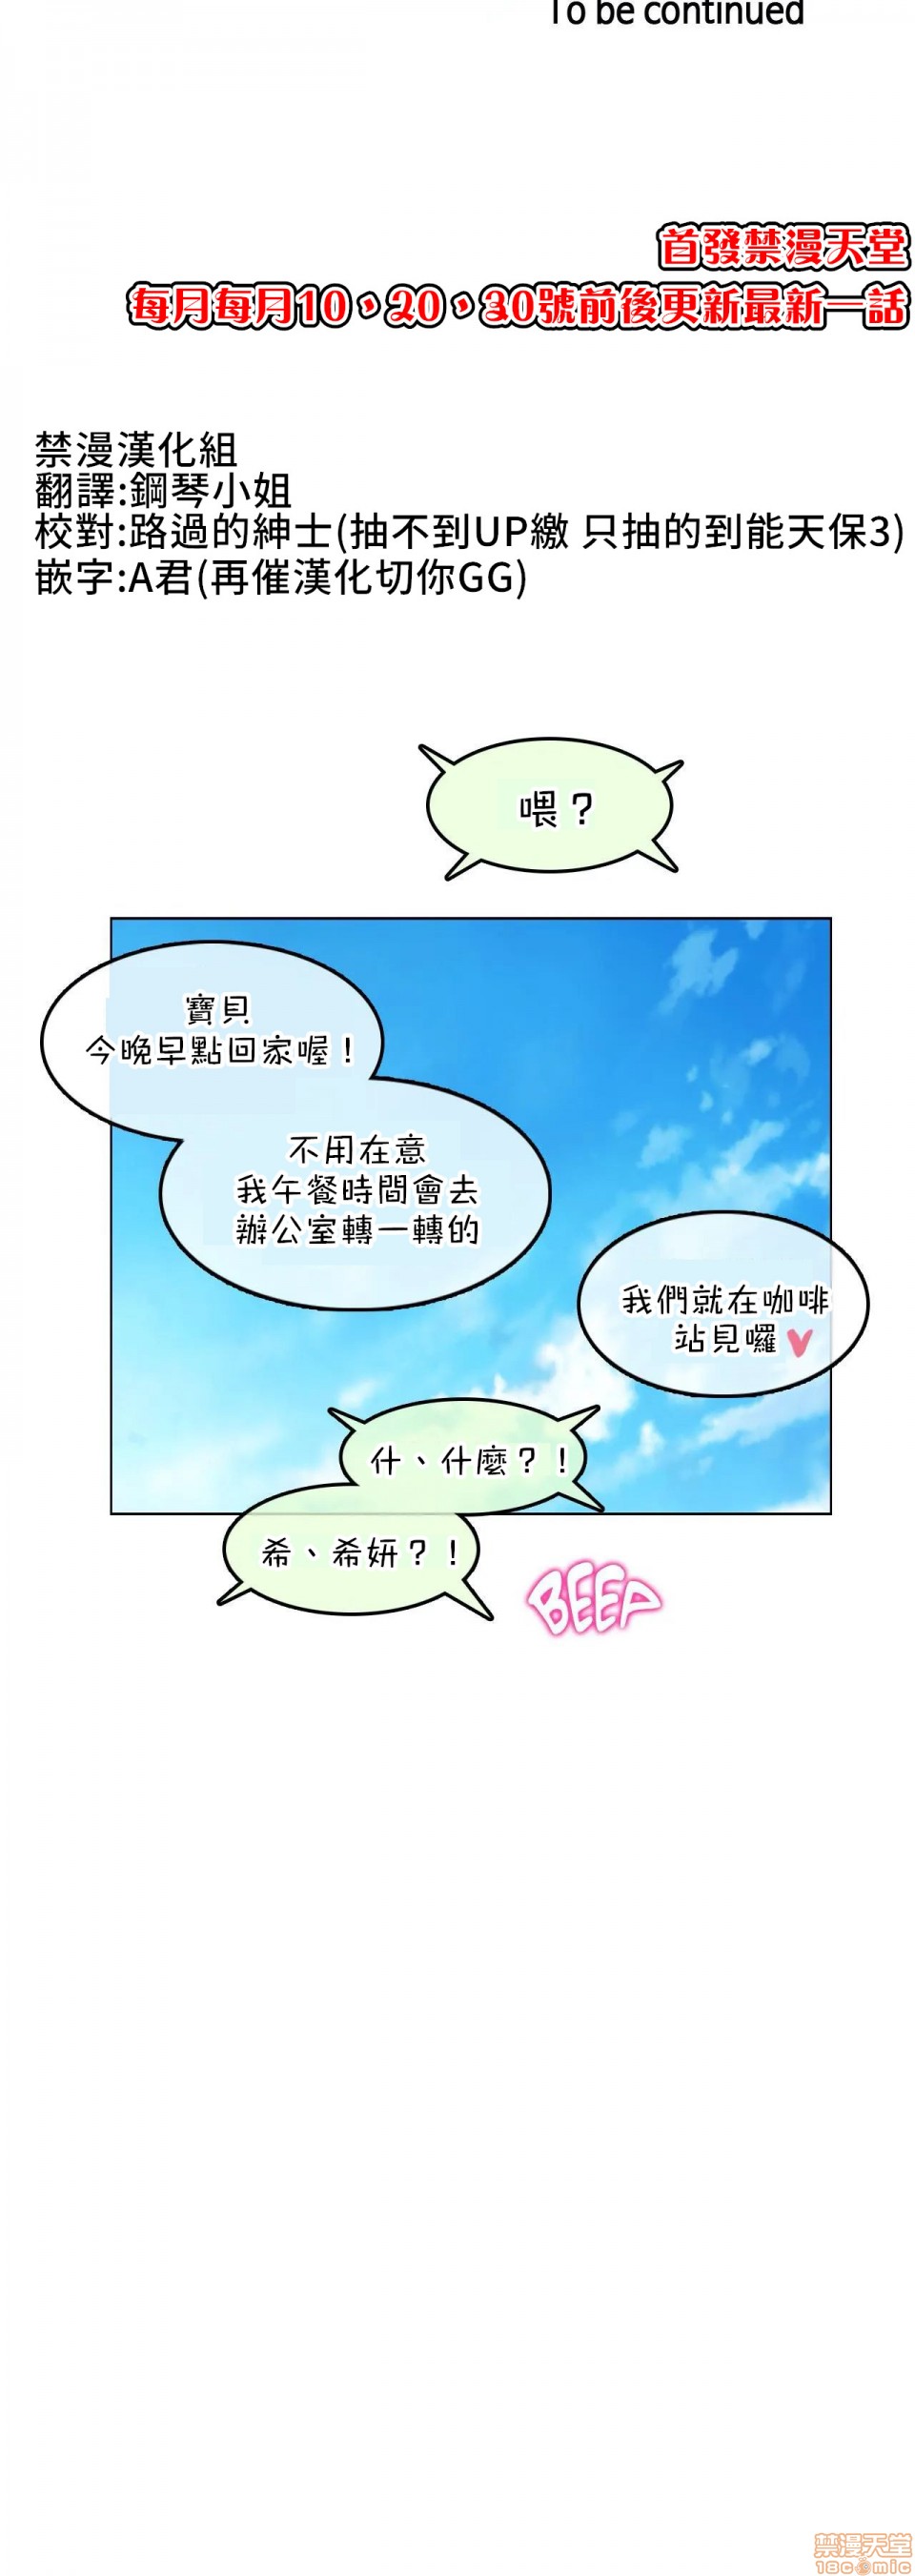 To be continued
首發禁漫天堂
每月每月10，20，30號前後更新最新一話
禁漫漢化組
翻譯:鋼琴小姐
校對:路過的紳士(抽不到UP繳 只抽的到能天保3)
嵌字:A君(再催漢化切你GG)
喂？
寶貝
今晚早點回家喔！
不用在意
我午餐時間會去
辦公室轉一轉的
我們就在咖啡
站見囉
什、什麼？！
希、希妍？！
BEEP
禁漫天堂
18comic